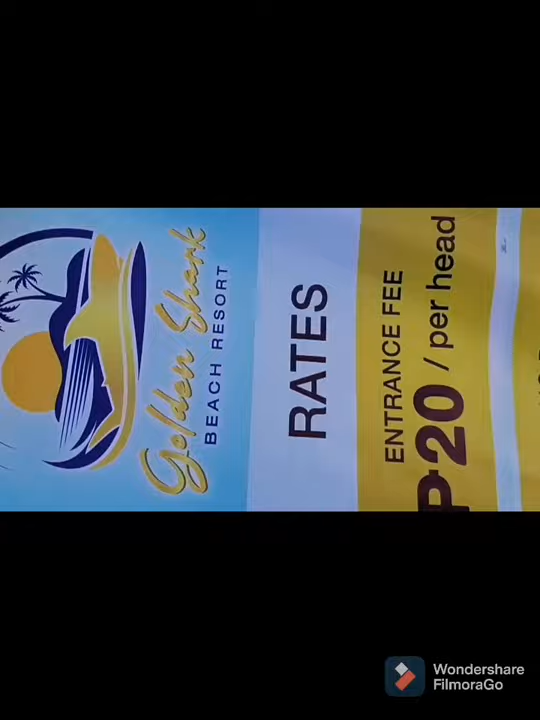 Golden Shark
BEACH RESORT
RATES
ENTRANCE FEE
₱20 / per head
Wondershare
FilmoraGo